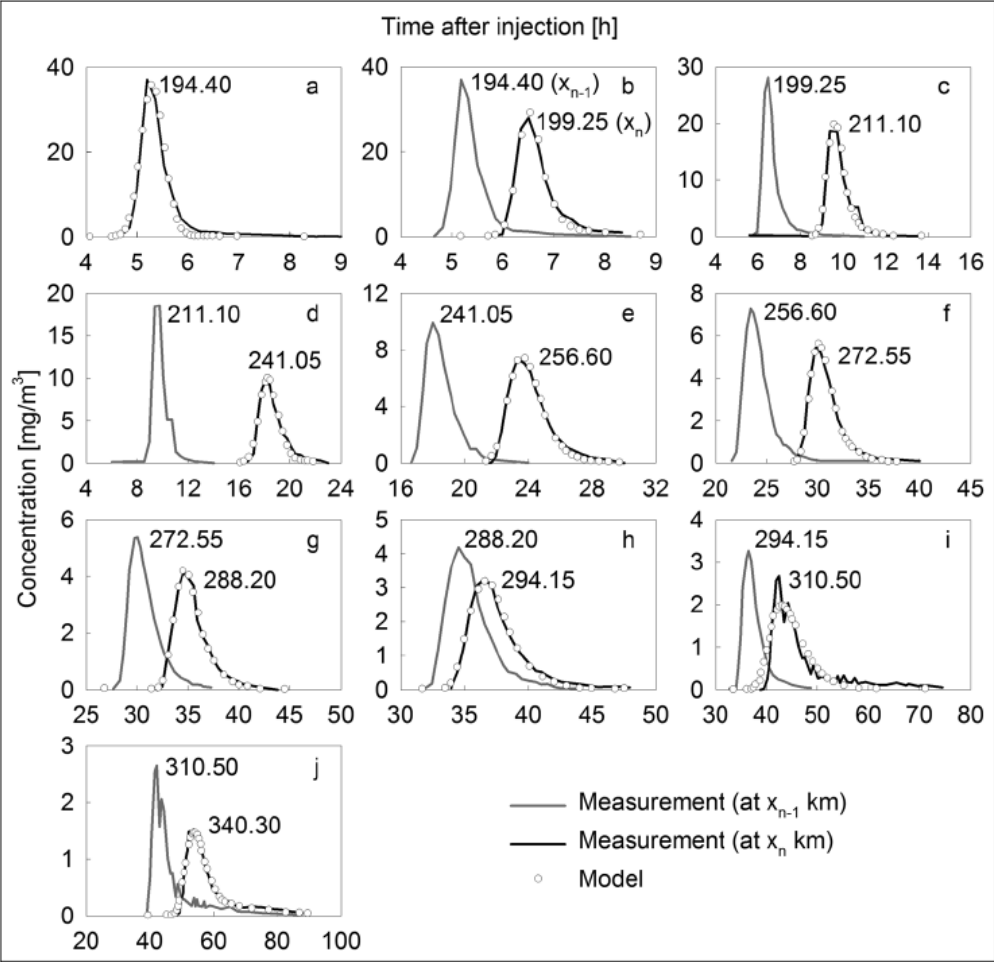 Time after injection [h]
Concentration [mg/m³]
40
20
0
194.40
a
4 5 6 7 8 9
40
20
0
194.40 (xₙ₋₁)
b
199.25 (xₙ)
4 5 6 7 8 9
30
20
10
0
199.25
c
211.10
4 6 8 10 12 14 16
20
15
10
5
0
211.10
d
241.05
4 8 12 16 20 24
12
8
4
0
241.05
e
256.60
16 20 24 28 32
8
6
4
2
0
256.60
f
272.55
20 25 30 35 40 45
6
4
2
0
272.55
g
288.20
25 30 35 40 45 50
5
4
3
2
1
0
288.20
h
294.15
30 35 40 45 50
4
3
2
1
0
294.15
i
310.50
30 40 50 60 70 80
3
2
1
0
310.50
j
340.30
20 40 60 80 100
Measurement (at xₙ₋₁ km)
Measurement (at xₙ km)
Model